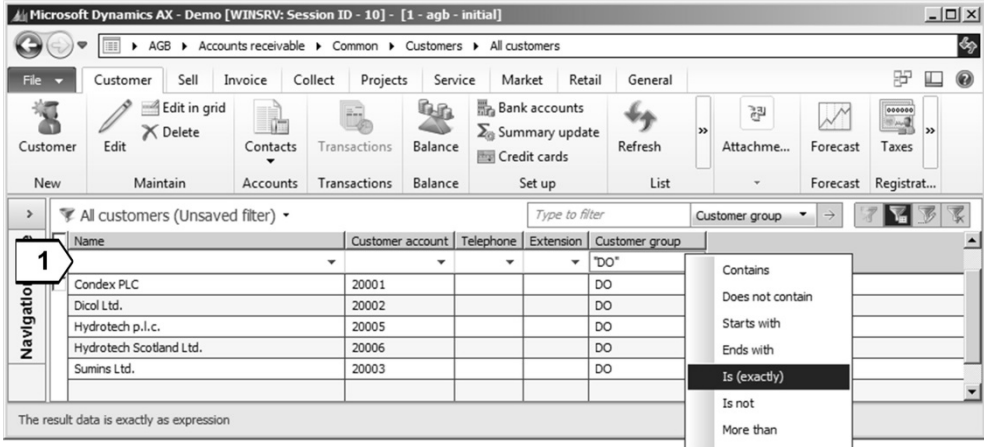 Microsoft Dynamics AX - Demo [WINSRV: Session ID - 10] - [1 - agb - initial]
AGB Accounts receivable Common Customers All customers
File Customer Sell Invoice Collect Projects Service Market Retail General
Customer
New
Edit
Edit in grid
Delete
Maintain
Contacts
Accounts
Transactions
Transactions
Balance
Balance
Bank accounts
Summary update
Credit cards
Set up
Refresh
List
Attachme...
Forecast
Forecast
Taxes
Registrat...
All customers (Unsaved filter) Type to filter Customer group
1
Name Customer account Telephone Extension Customer group
"DO"
Condex PLC 20001 DO
Dicol Ltd. 20002 DO
Hydrotech p.l.c. 20005 DO
Hydrotech Scotland Ltd. 20006 DO
Sumins Ltd. 20003 DO
Contains
Does not contain
Starts with
Ends with
Is (exactly)
Is not
More than
The result data is exactly as expression